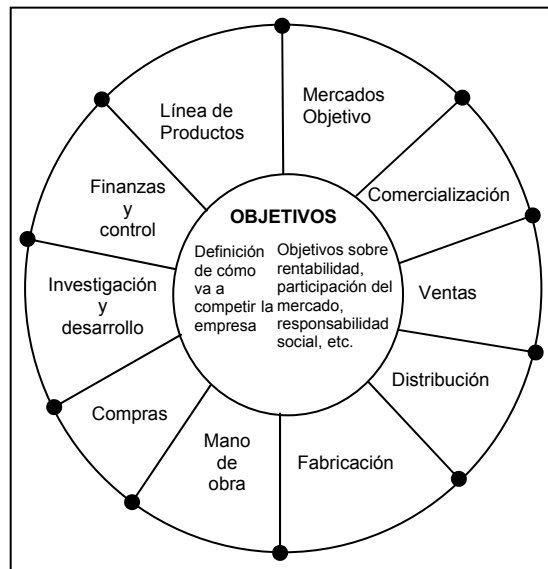 Mercados
Objetivo
Comercialización
Ventas
Distribución
Fabricación
Mano
de
obra
Compras
Investigación
y
desarrollo
Finanzas
y
control
Línea de
Productos
OBJETIVOS
Definición
de cómo
va a
competir la
empresa
Objetivos sobre
rentabilidad,
participación del
mercado,
responsabilidad
social, etc.